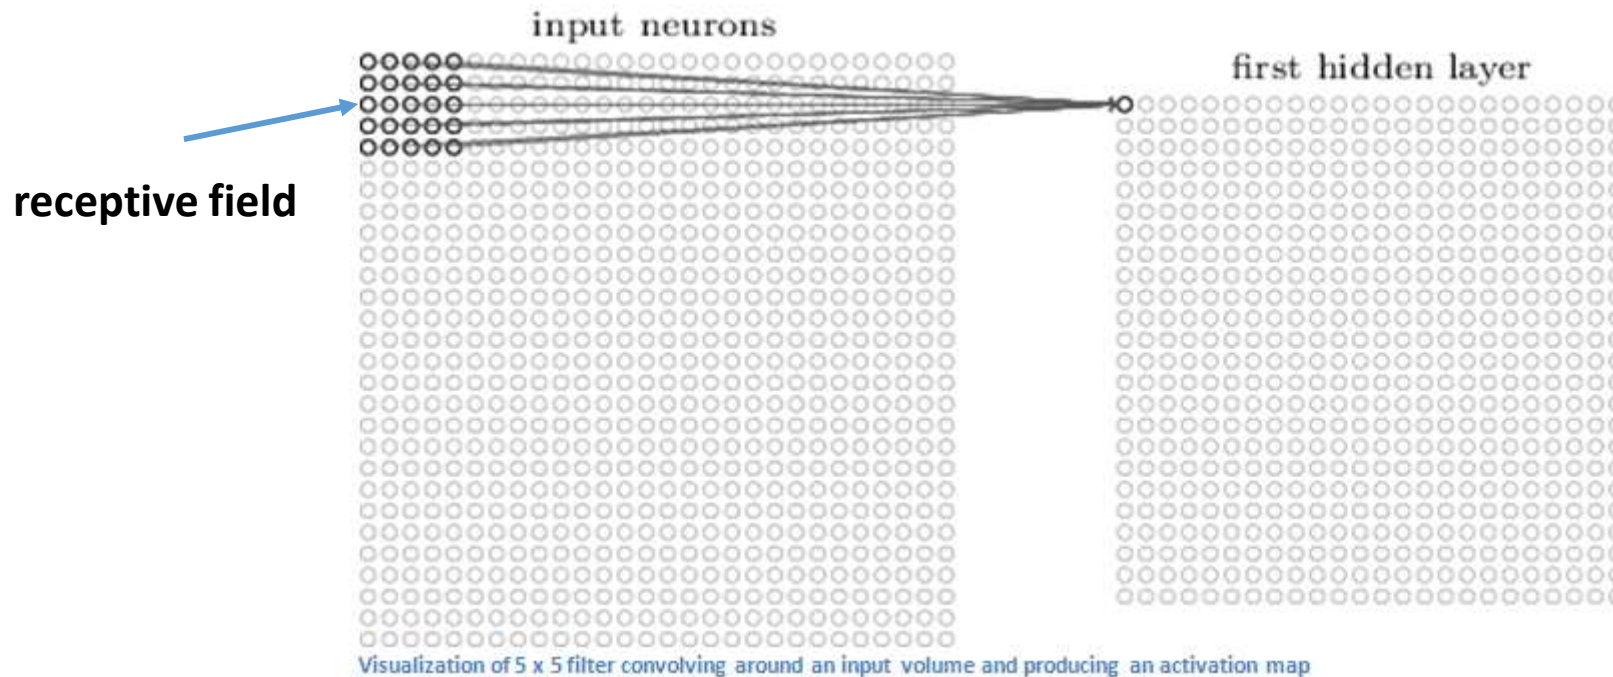 input neurons
first hidden layer
receptive field
Visualization of 5 x 5 filter convolving around an input volume and producing an activation map